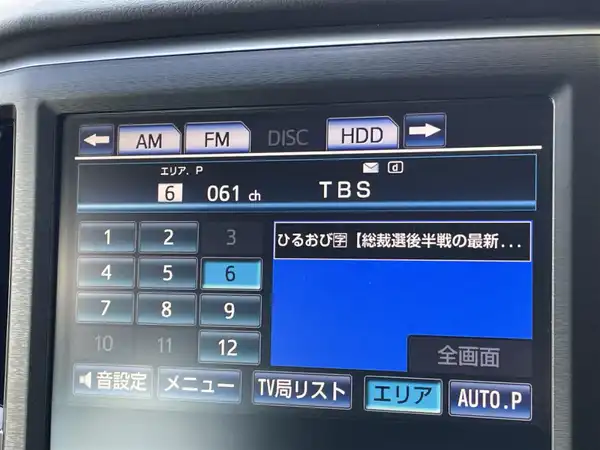 AM FM DISC HDD
エリア. P
d
6 061 ch TBS
1 2 3
ひるおび字【総裁選後半戦の最新...
4 5 6
7 8 9
10 11 12
全画面
音設定 メニュー TV局リスト エリア AUTO.P